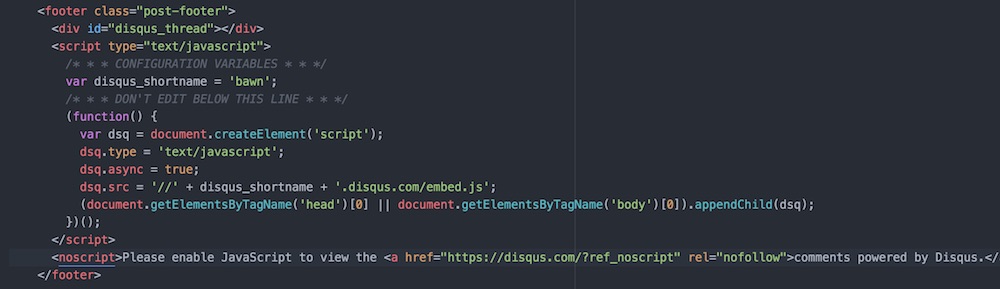 <footer class="post-footer">
<div id="disqus_thread"></div>
<script type="text/javascript">
/* * * CONFIGURATION VARIABLES * * */
var disqus_shortname = 'bawn';
/* * * DON'T EDIT BELOW THIS LINE * * */
(function() {
var dsq = document.createElement('script');
dsq.type = 'text/javascript';
dsq.async = true;
dsq.src = '//' + disqus_shortname + '.disqus.com/embed.js';
(document.getElementsByTagName('head')[0] || document.getElementsByTagName('body')[0]).appendChild(dsq);
})();
</script>
<noscript>Please enable JavaScript to view the <a href="https://disqus.com/?ref_noscript" rel="nofollow">comments powered by Disqus.</
</footer>